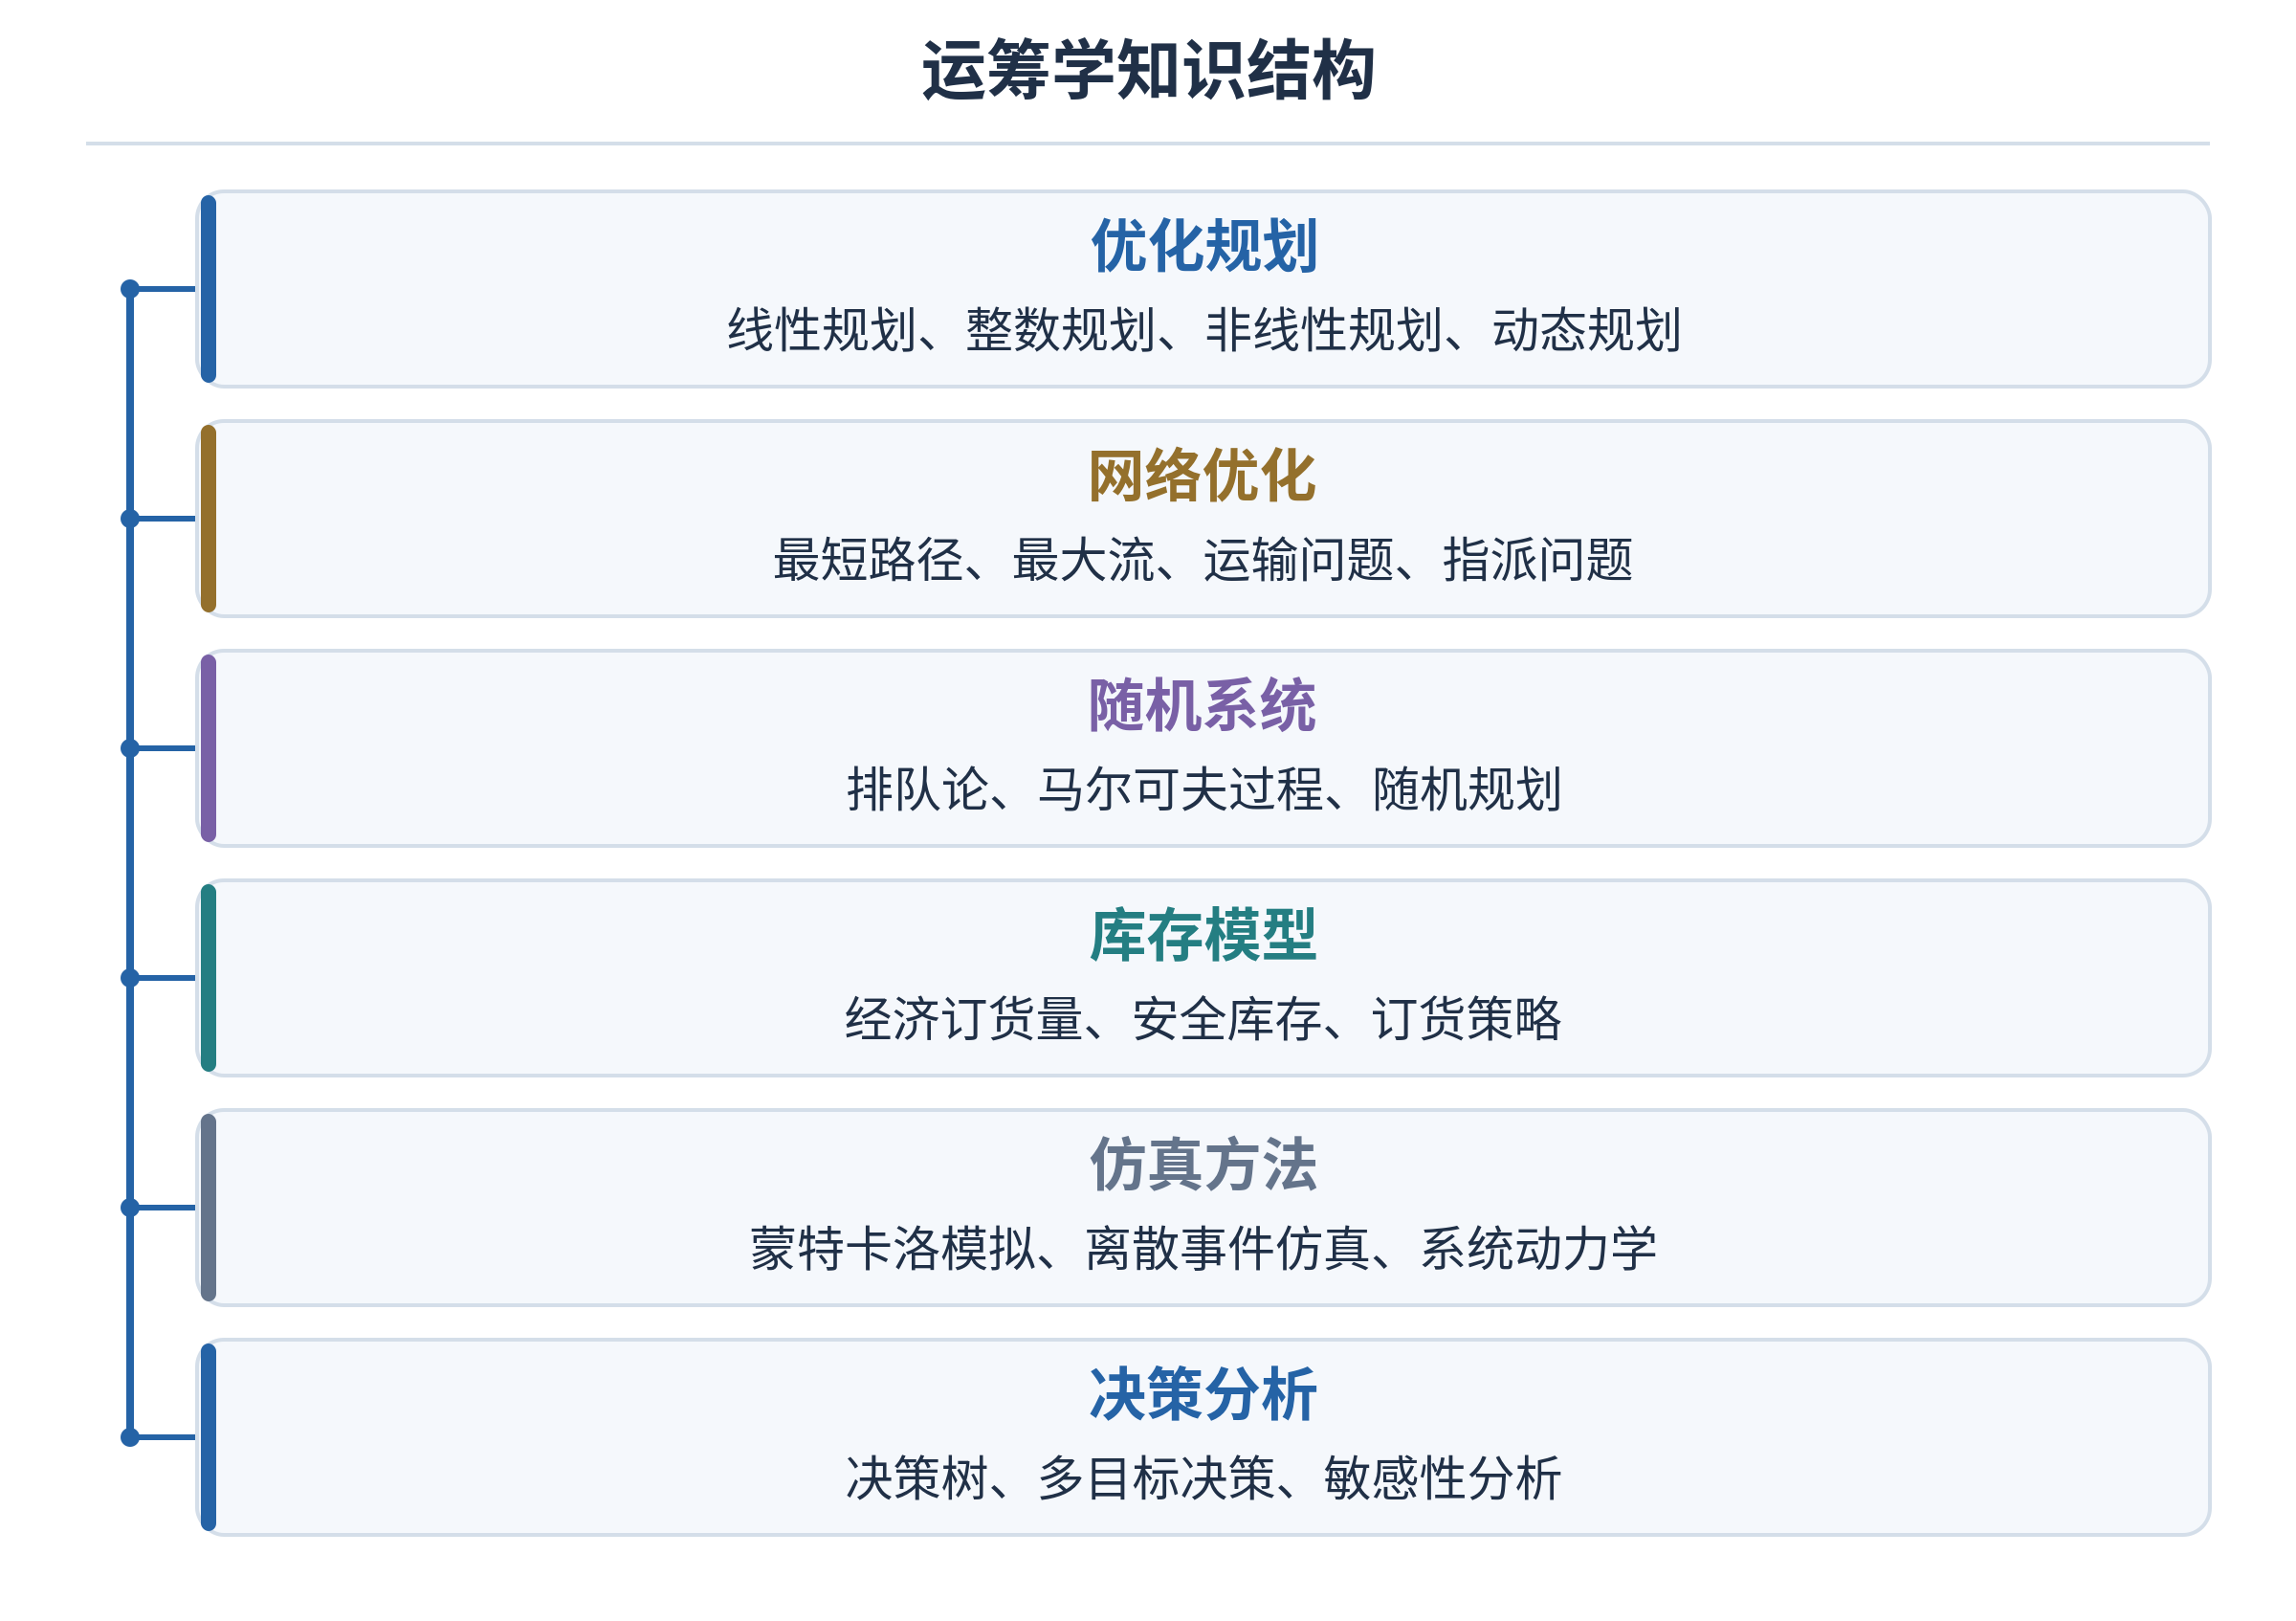 运筹学知识结构
优化规划
线性规划、整数规划、非线性规划、动态规划
网络优化
最短路径、最大流、运输问题、指派问题
随机系统
排队论、马尔可夫过程、随机规划
库存模型
经济订货量、安全库存、订货策略
仿真方法
蒙特卡洛模拟、离散事件仿真、系统动力学
决策分析
决策树、多目标决策、敏感性分析